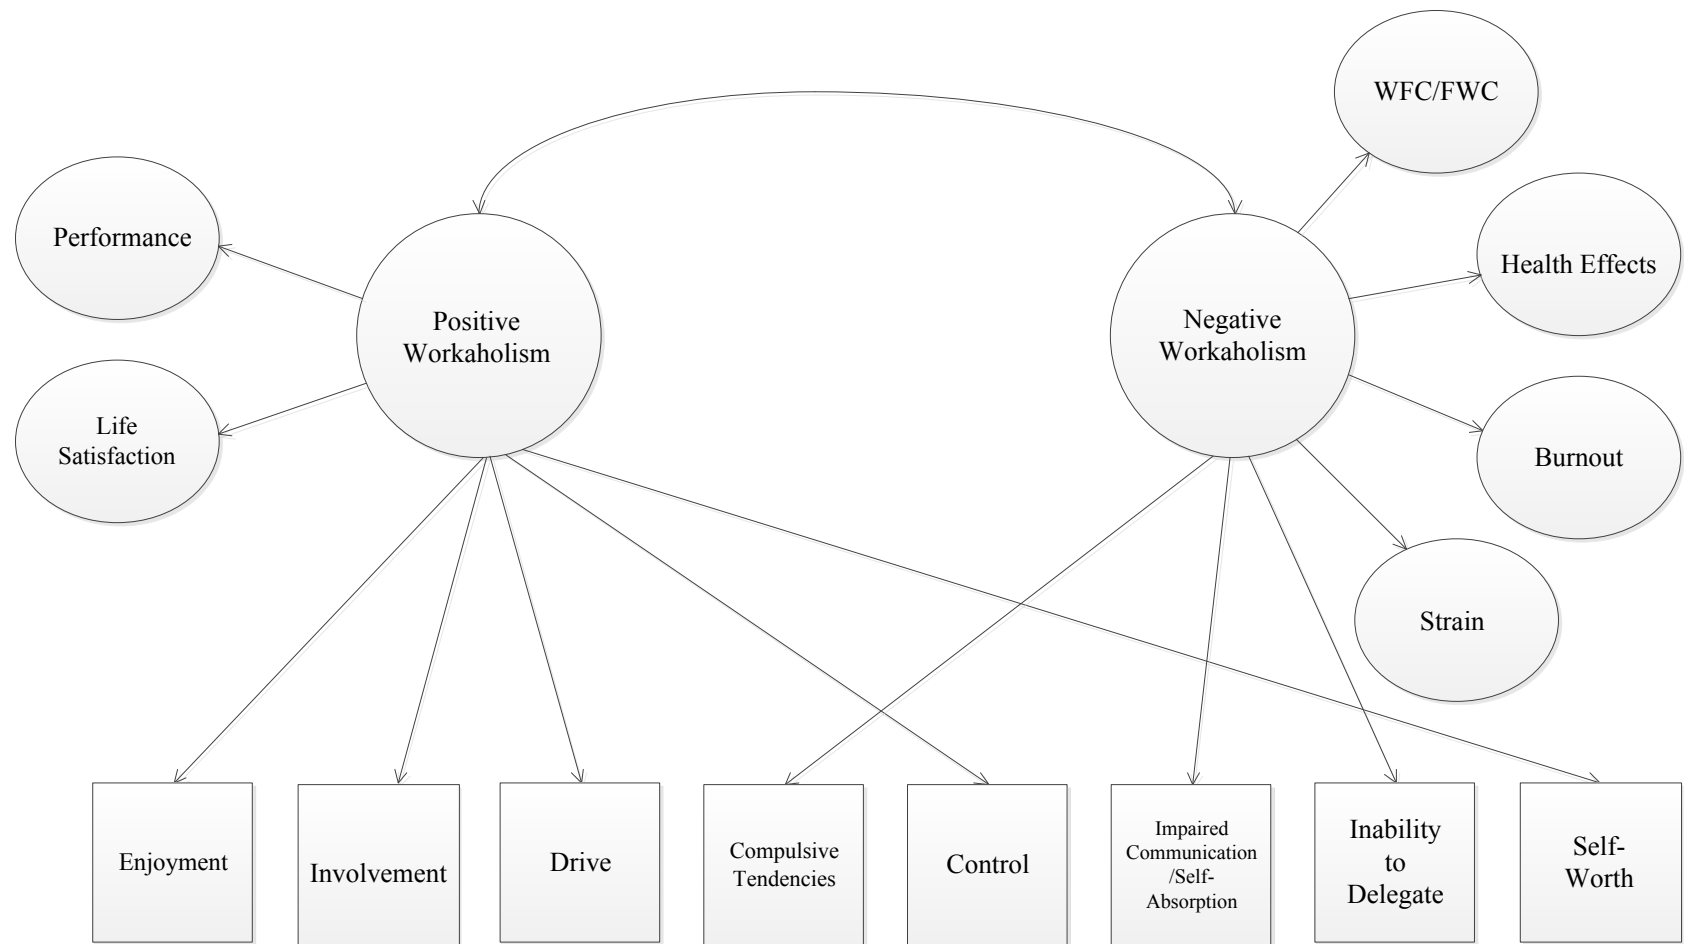 WFC/FWC
Performance
Health Effects
Positive
Workaholism
Negative
Workaholism
Life
Satisfaction
Burnout
Strain
Enjoyment
Involvement
Drive
Compulsive
Tendencies
Control
Impaired
Communication
/Self-
Absorption
Inability
to
Delegate
Self-
Worth